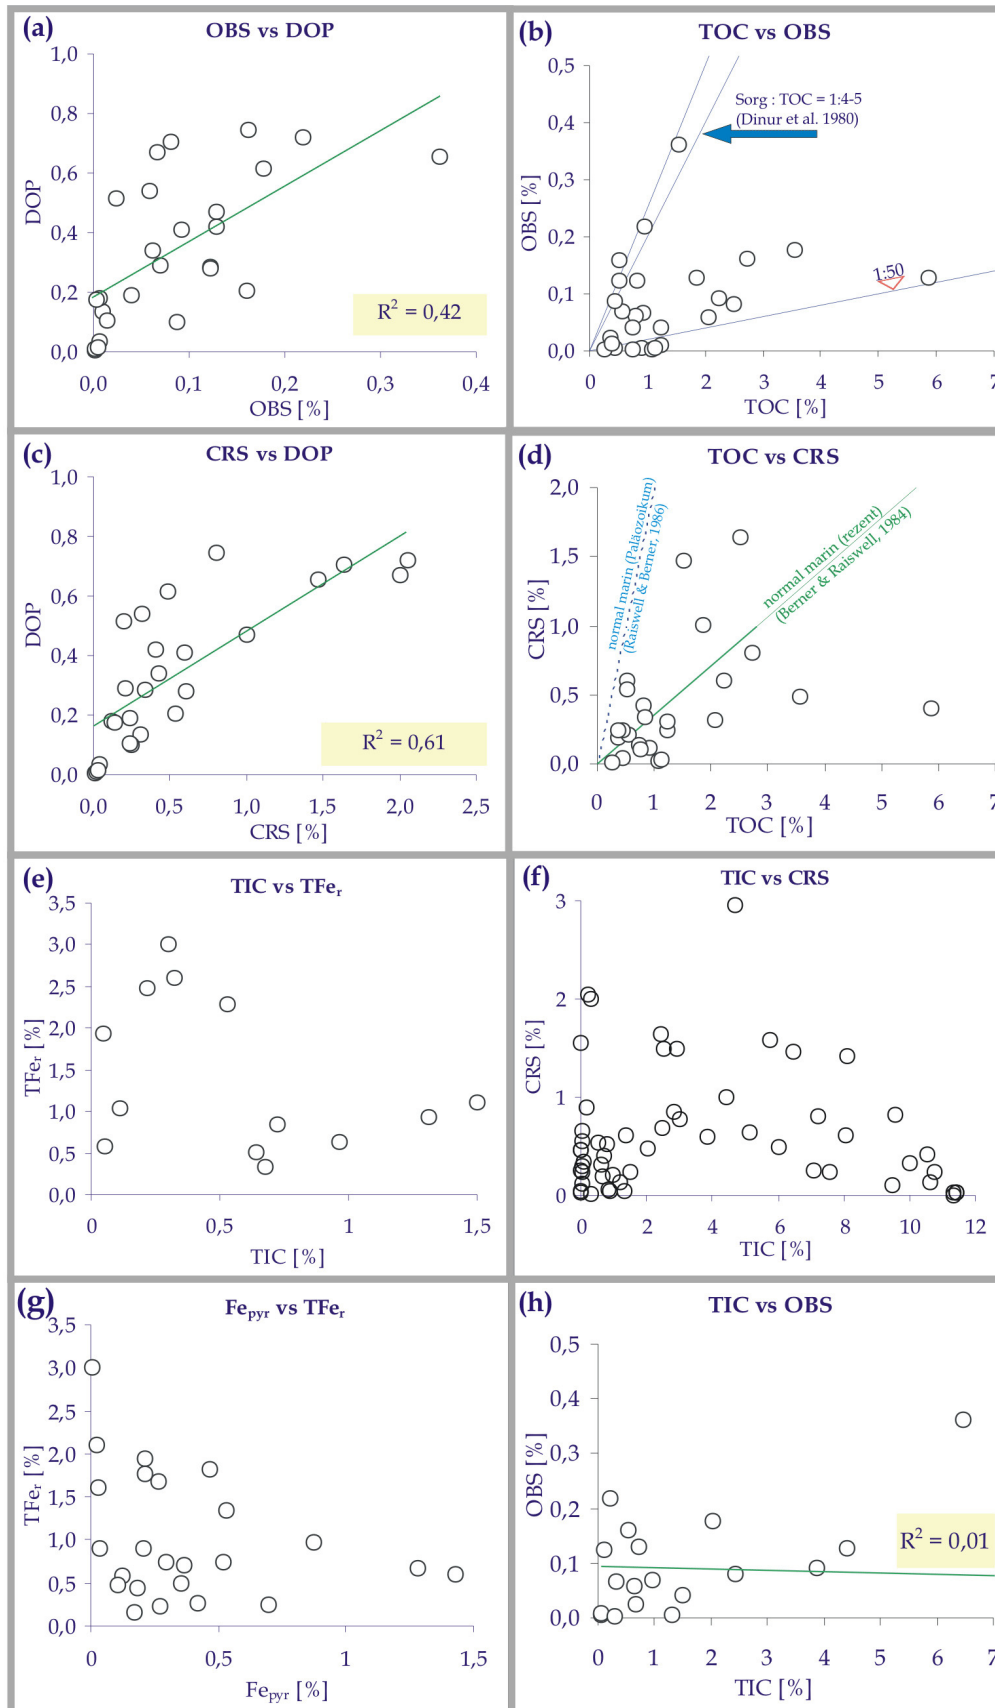 (a)
OBS vs DOP
1,0
0,8
0,6
0,4
0,2
0,0
DOP
R² = 0,42
0,0
0,1
0,2
0,3
0,4
OBS [%]
(b)
TOC vs OBS
0,5
0,4
0,3
0,2
0,1
0,0
OBS [%]
Sorg : TOC = 1:4-5
(Dinur et al. 1980)
1:50
0
1
2
3
4
5
6
7
TOC [%]
(c)
CRS vs DOP
1,0
0,8
0,6
0,4
0,2
0,0
DOP
R² = 0,61
0,0
0,5
1,0
1,5
2,0
2,5
CRS [%]
(d)
TOC vs CRS
2,0
1,5
1,0
0,5
0,0
CRS [%]
normal marin (Paläozoikum)
(Raiswell & Berner, 1986)
normal marin (rezent)
(Berner & Raiswell, 1984)
0
1
2
3
4
5
6
7
TOC [%]
(e)
TIC vs TFeᵣ
3,5
3,0
2,5
2,0
1,5
1,0
0,5
0,0
TFeᵣ [%]
0
0,5
1
1,5
TIC [%]
(f)
TIC vs CRS
3
2
1
0
CRS [%]
0
2
4
6
8
10
12
TIC [%]
(g)
Fepyr vs TFeᵣ
3,5
3,0
2,5
2,0
1,5
1,0
0,5
0,0
TFeᵣ [%]
0
0,5
1
1,5
Fepyr [%]
(h)
TIC vs OBS
0,5
0,4
0,3
0,2
0,1
0,0
OBS [%]
R² = 0,01
0
1
2
3
4
5
6
7
TIC [%]